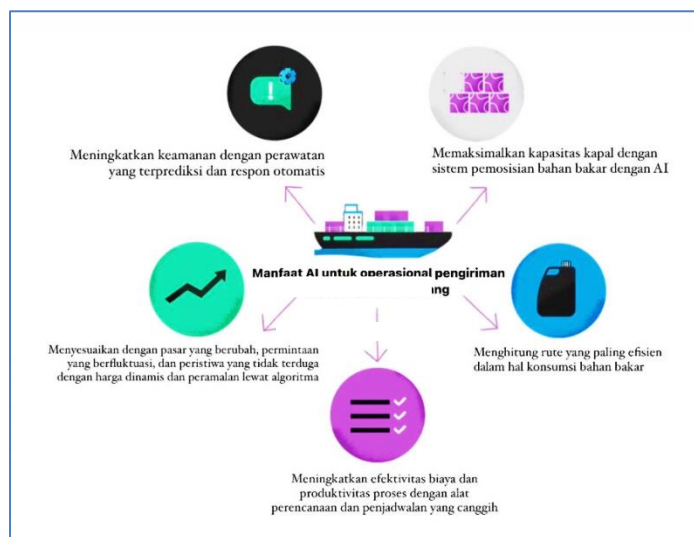 Meningkatkan keamanan dengan perawatan
yang terprediksi dan respon otomatis
Memaksimalkan kapasitas kapal dengan
sistem pemosisian bahan bakar dengan AI
Manfaat AI untuk operasional pengiriman
ang
Menyesuaikan dengan pasar yang berubah, permintaan
yang berfluktuasi, dan peristiwa yang tidak terduga
dengan harga dinamis dan peramalan lewat algoritma
Menghitung rute yang paling efisien
dalam hal konsumsi bahan bakar
Meningkatkan efektivitas biaya dan
produktivitas proses dengan alat
perencanaan dan penjadwalan yang canggih